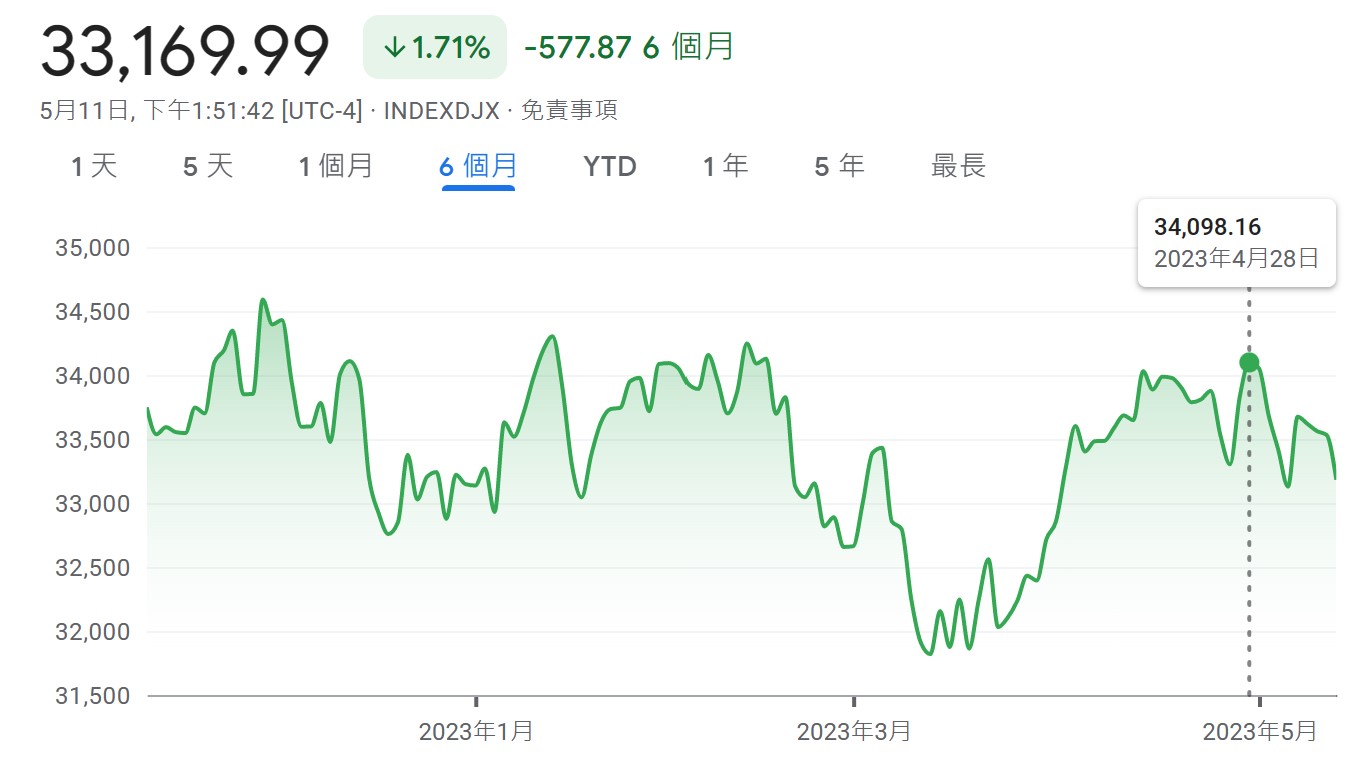 33,169.99 ↓1.71% -577.87 6 個月
5月11日, 下午1:51:42 [UTC-4] · INDEXDJX · 免責事項
1 天 5 天 1 個月 6 個月 YTD 1 年 5 年 最長
34,098.16
2023年4月28日
35,000
34,500
34,000
33,500
33,000
32,500
32,000
31,500
2023年1月 2023年3月 2023年5月